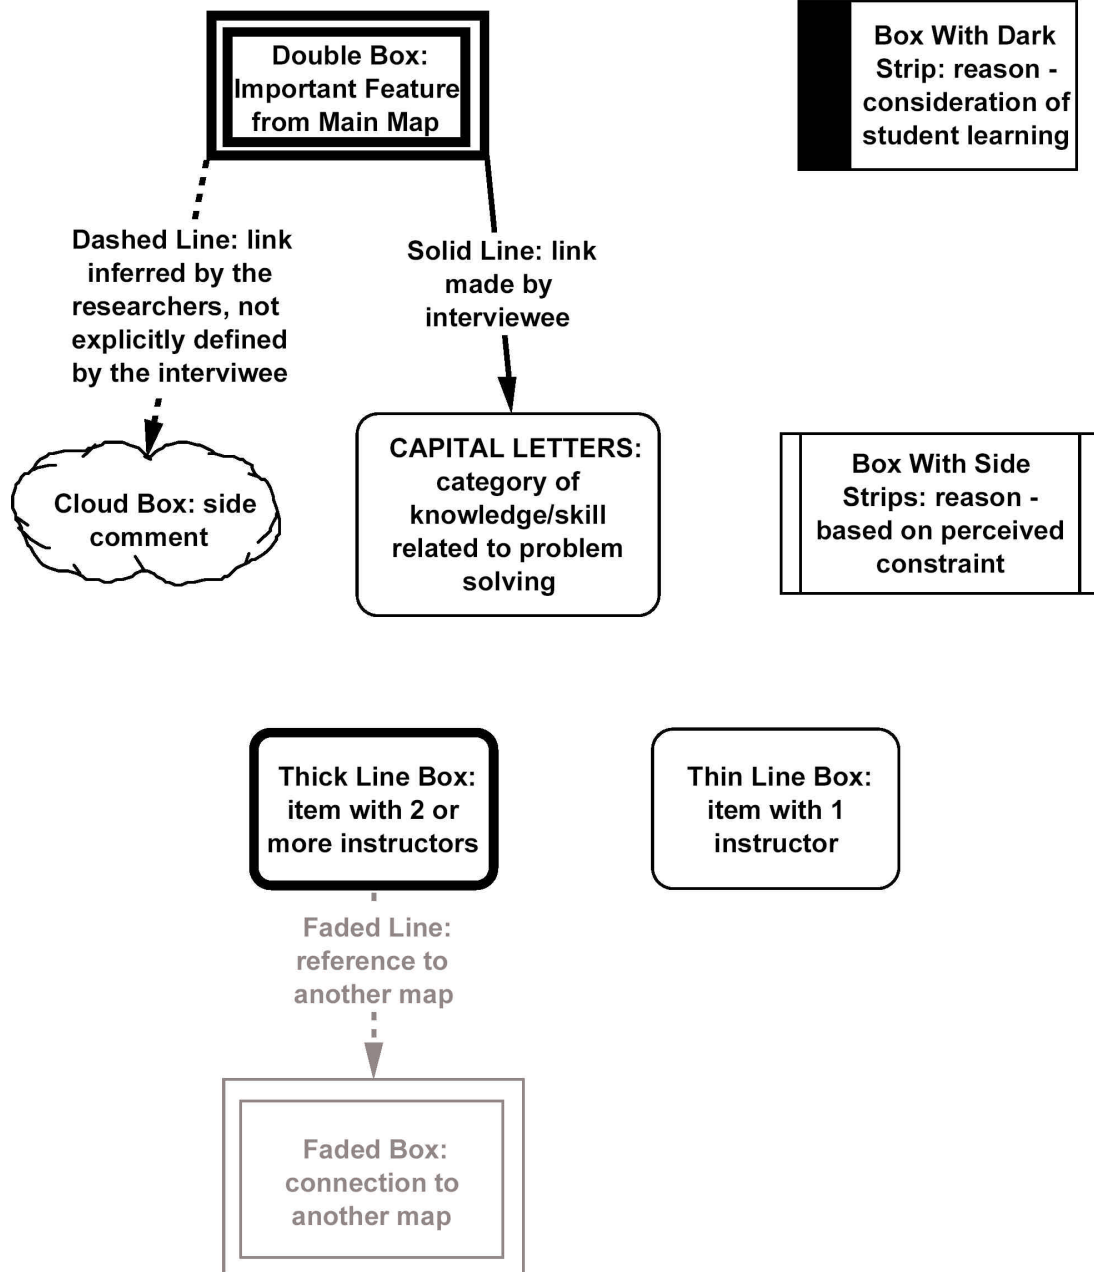 Double Box:
Important Feature
from Main Map
Box With Dark
Strip: reason -
consideration of
student learning
Dashed Line: link
inferred by the
researchers, not
explicitly defined
by the interviwee
Solid Line: link
made by
interviewee
Cloud Box: side
comment
CAPITAL LETTERS:
category of
knowledge/skill
related to problem
solving
Box With Side
Strips: reason -
based on perceived
constraint
Thick Line Box:
item with 2 or
more instructors
Thin Line Box:
item with 1
instructor
Faded Line:
reference to
another map
Faded Box:
connection to
another map